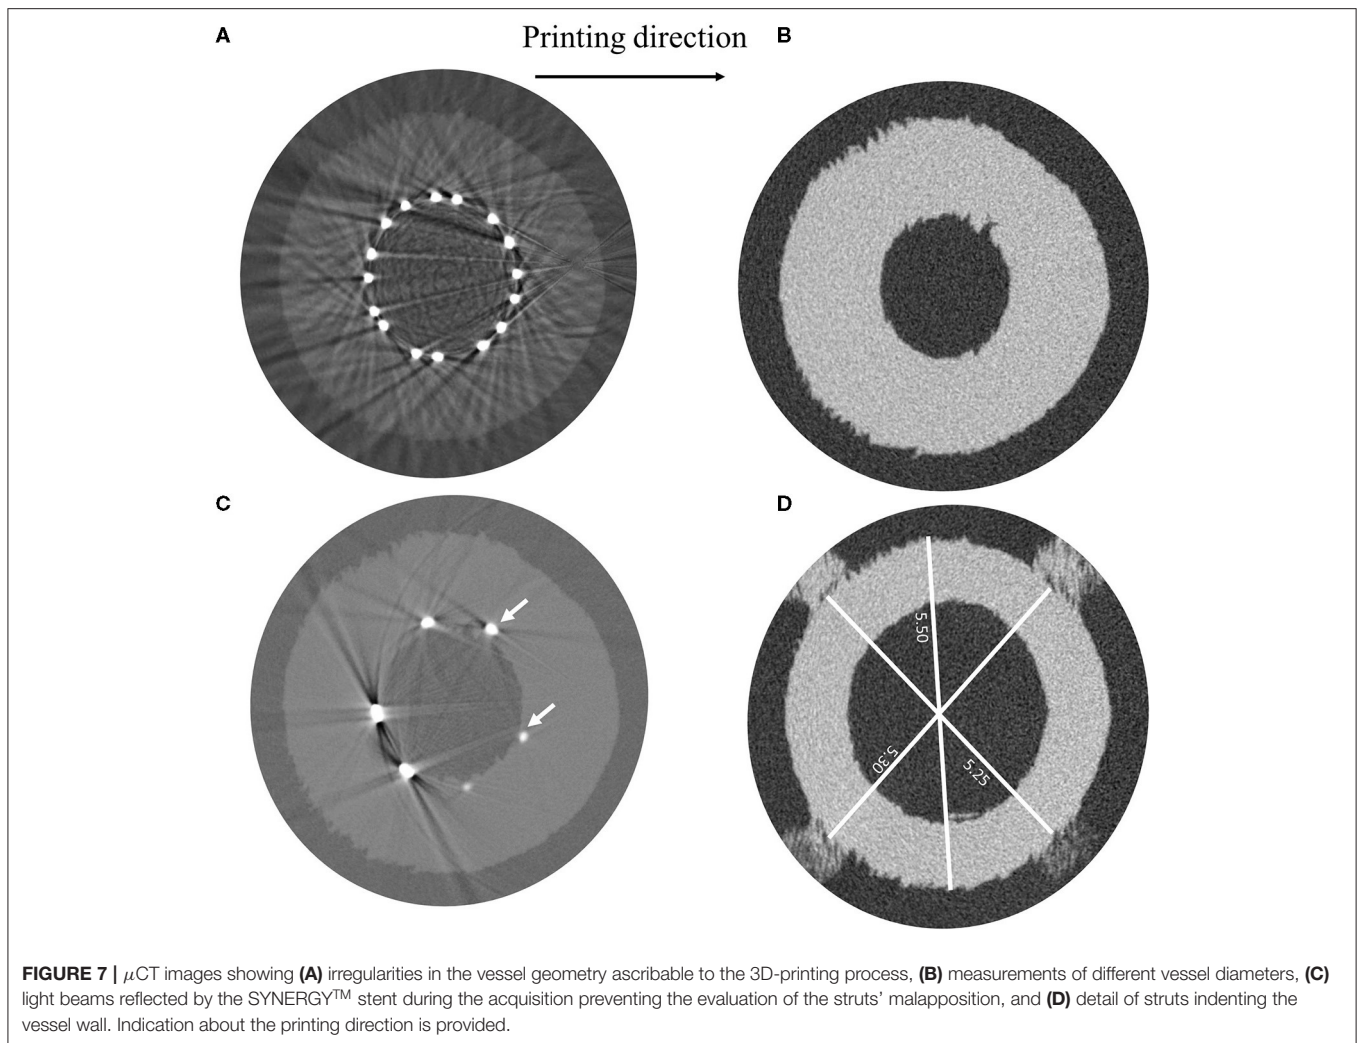 A
Printing direction
B
C
D
5.50
5.30
5.25
FIGURE 7 | μCT images showing (A) irregularities in the vessel geometry ascribable to the 3D-printing process, (B) measurements of different vessel diameters, (C)
light beams reflected by the SYNERGY™ stent during the acquisition preventing the evaluation of the struts' malapposition, and (D) detail of struts indenting the
vessel wall. Indication about the printing direction is provided.